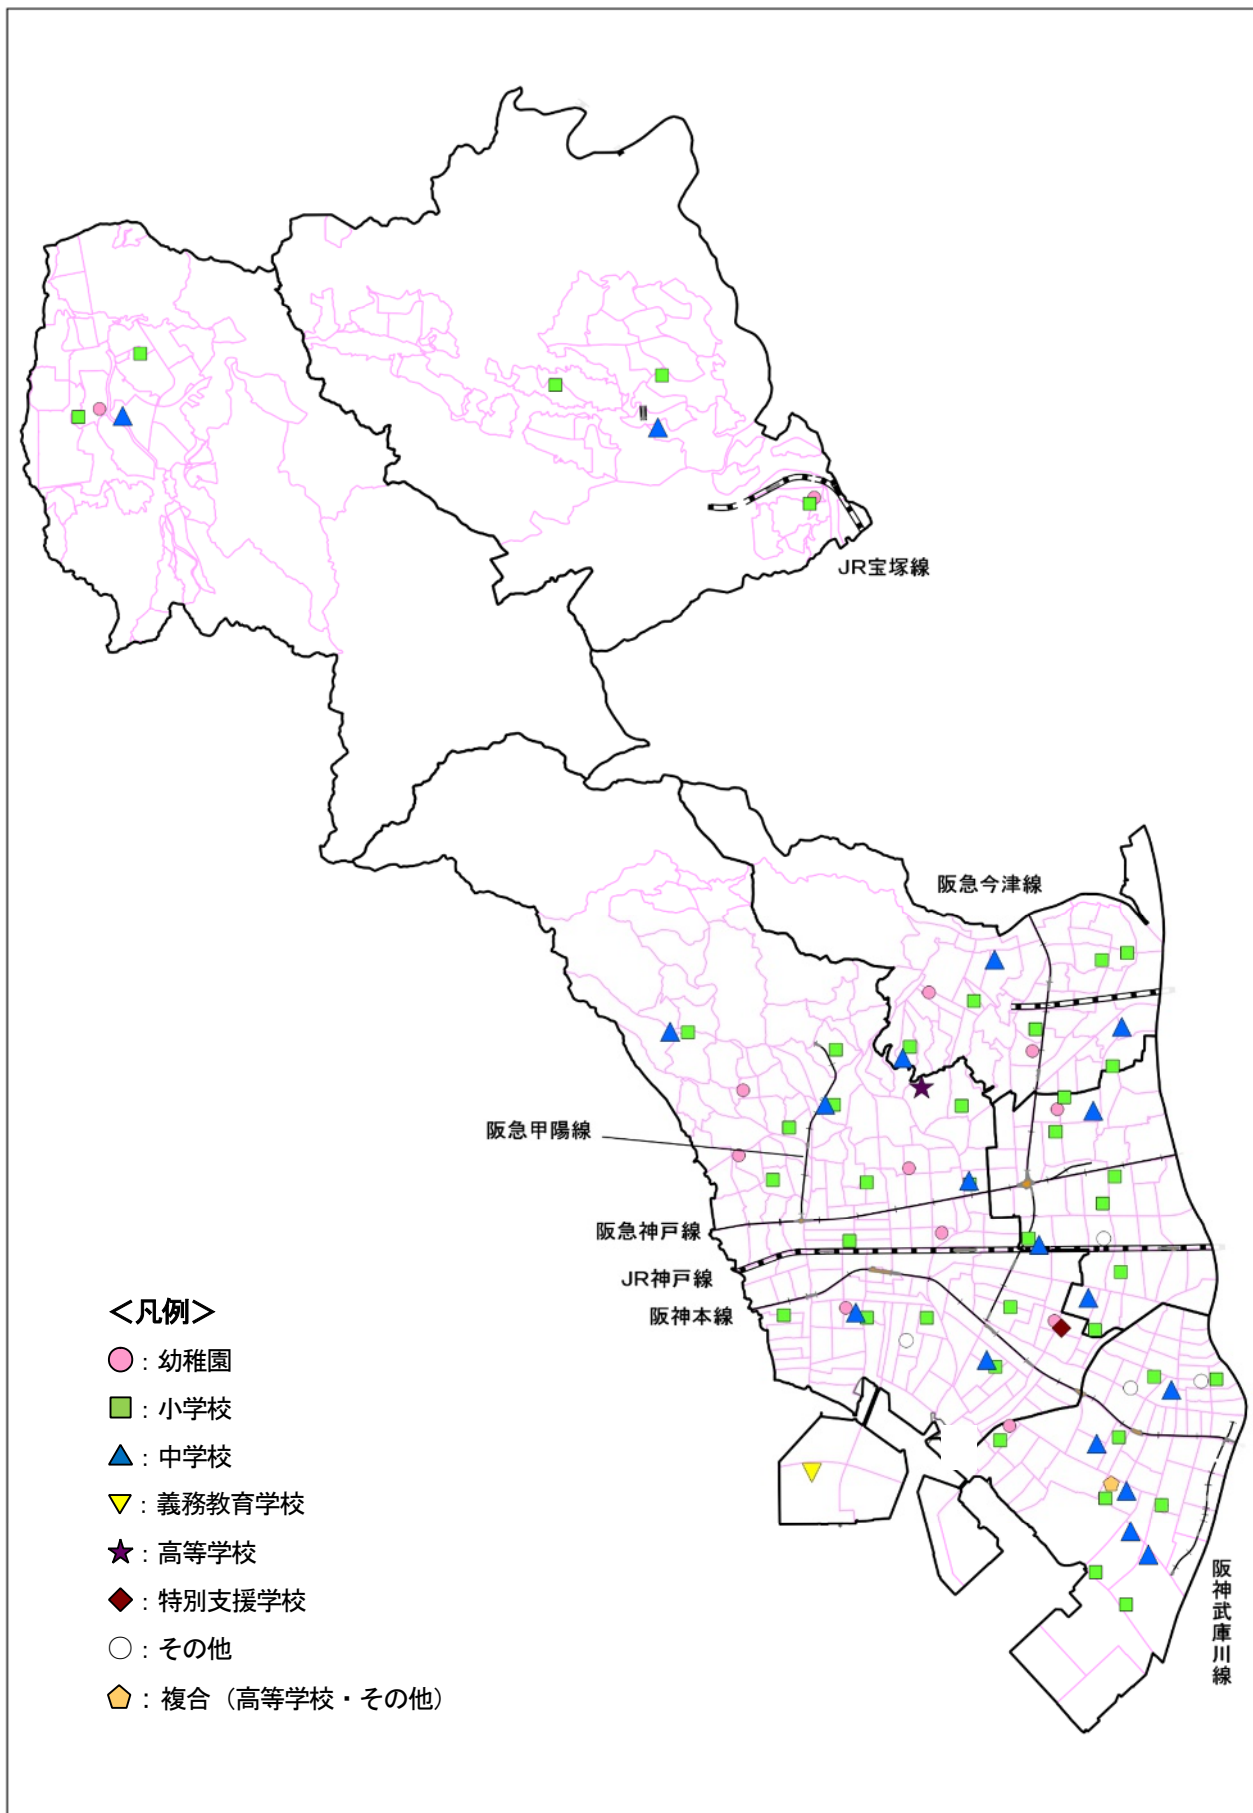 JR宝塚線
阪急今津線
阪急甲陽線
阪急神戸線
JR神戸線
阪神本線
阪神武庫川線
＜凡例＞
：幼稚園
：小学校
：中学校
：義務教育学校
：高等学校
：特別支援学校
：その他
：複合（高等学校・その他）